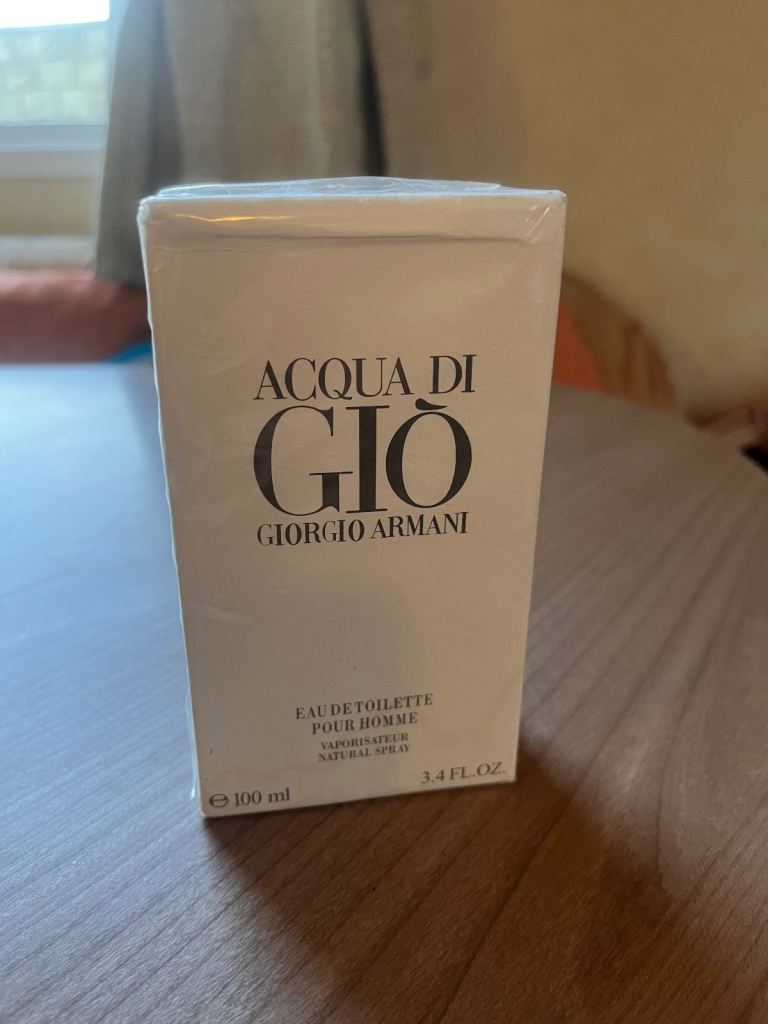 ACQUA DI
GIÒ
GIORGIO ARMANI
EAU DE TOILETTE
POUR HOMME
VAPORISATEUR
NATURAL SPRAY
℮ 100 ml
3.4 FL.OZ.